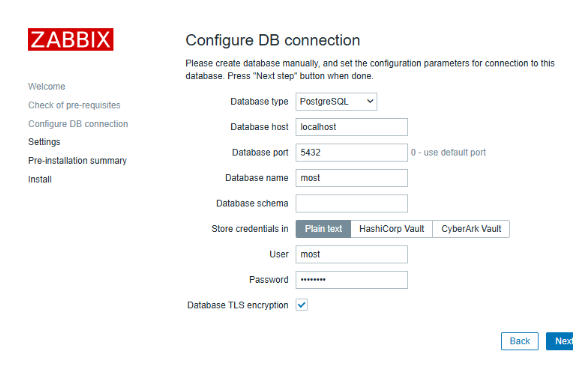 ZABBIX
Welcome
Check of pre-requisites
Configure DB connection
Settings
Pre-installation summary
Install
Configure DB connection
Please create database manually, and set the configuration parameters for connection to this
database. Press "Next step" button when done.
Database type PostgreSQL
Database host localhost
Database port 5432 0 - use default port
Database name most
Database schema
Store credentials in Plain text HashiCorp Vault CyberArk Vault
User most
Password ••••••••
Database TLS encryption
Back Next